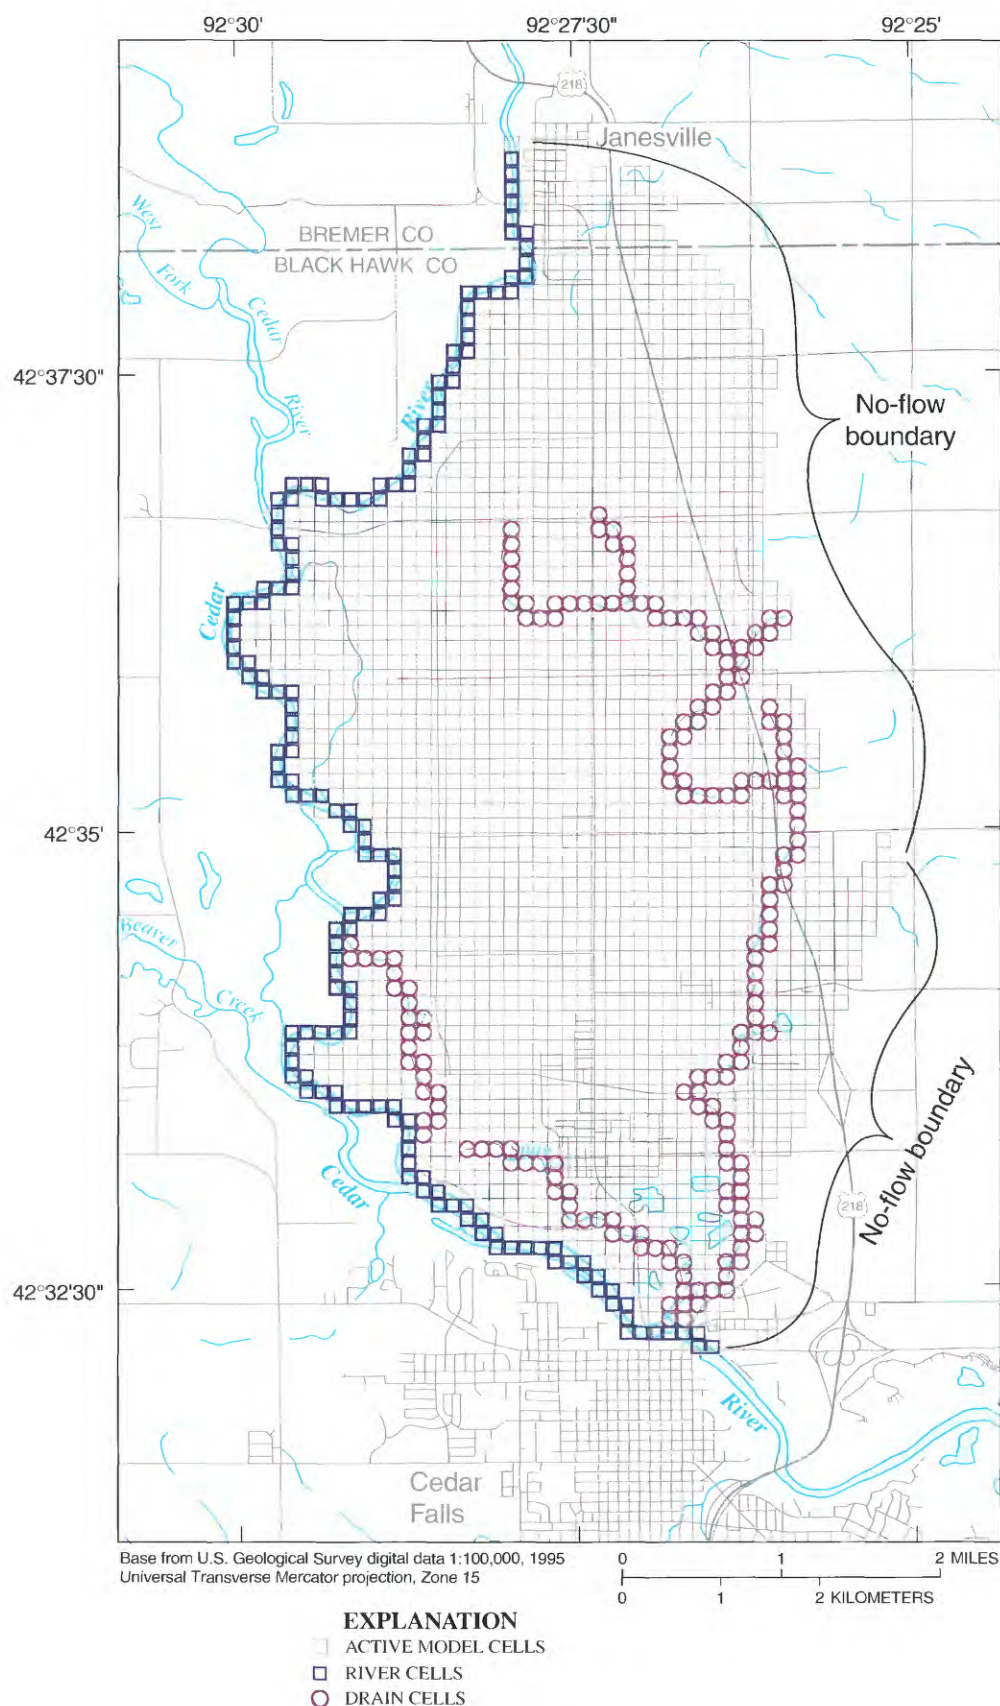 92°30'
92°27'30"
92°25'
218
Janesville
West
Fork
Cedar
River
BREMER CO
BLACK HAWK CO
42°37'30"
River
No-flow
boundary
Cedar
42°35'
Beaver
Creek
Cedar
No-flow boundary
218
42°32'30"
River
Cedar
Falls
Base from U.S. Geological Survey digital data 1:100,000, 1995
Universal Transverse Mercator projection, Zone 15
0 1 2 MILES
0 1 2 KILOMETERS
EXPLANATION
ACTIVE MODEL CELLS
RIVER CELLS
DRAIN CELLS